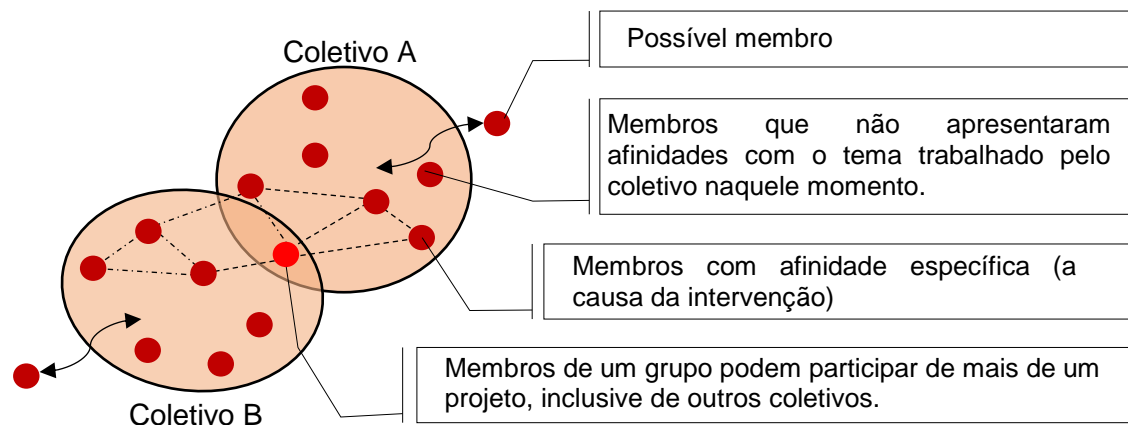 Coletivo A
Possível membro
Membros que não apresentaram
afinidades com o tema trabalhado pelo
coletivo naquele momento.
Membros com afinidade específica (a
causa da intervenção)
Membros de um grupo podem participar de mais de um
projeto, inclusive de outros coletivos.
Coletivo B